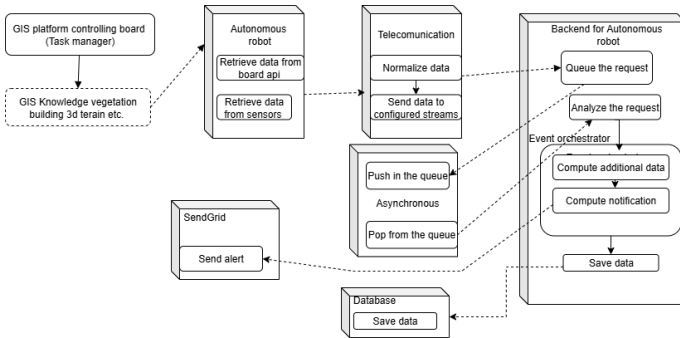 GIS platform controlling board
(Task manager)
GIS Knowledge vegetation
building 3d terain etc.
Autonomous
robot
Retrieve data from
board api
Retrieve data
from sensors
Telecomunication
Normalize data
Send data to
configured streams
Push in the queue
Asynchronous
Pop from the queue
SendGrid
Send alert
Database
Save data
Backend for Autonomous
robot
Queue the request
Analyze the request
Event orchestrator
Compute additional data
Compute notification
Save data